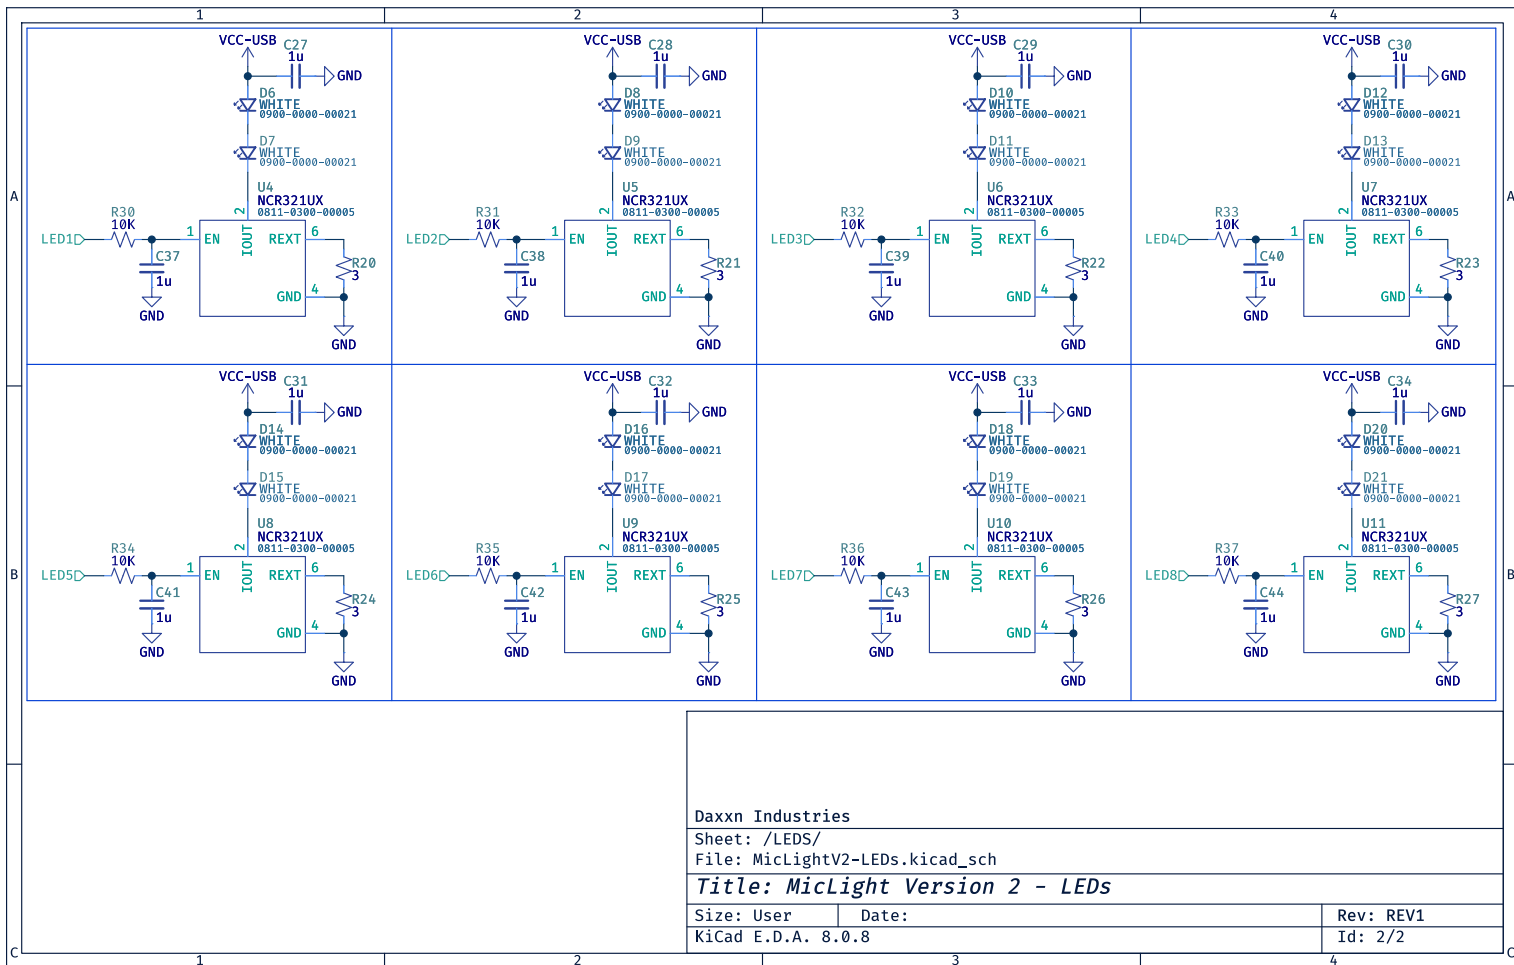 1 2 3 4
A A
VCC-USB C27
1u
GND
D6
WHITE
0900-0000-00021
D7
WHITE
0900-0000-00021
U4
NCR321UX
0811-0300-00005
R30
10K
LED1 1 EN 2 IOUT REXT 6
C37
1u
R20
3
GND 4
GND
GND
VCC-USB C28
1u
GND
D8
WHITE
0900-0000-00021
D9
WHITE
0900-0000-00021
U5
NCR321UX
0811-0300-00005
R31
10K
LED2 1 EN 2 IOUT REXT 6
C38
1u
R21
3
GND 4
GND
GND
VCC-USB C29
1u
GND
D10
WHITE
0900-0000-00021
D11
WHITE
0900-0000-00021
U6
NCR321UX
0811-0300-00005
R32
10K
LED3 1 EN 2 IOUT REXT 6
C39
1u
R22
3
GND 4
GND
GND
VCC-USB C30
1u
GND
D12
WHITE
0900-0000-00021
D13
WHITE
0900-0000-00021
U7
NCR321UX
0811-0300-00005
R33
10K
LED4 1 EN 2 IOUT REXT 6
C40
1u
R23
3
GND 4
GND
GND
B B
VCC-USB C31
1u
GND
D14
WHITE
0900-0000-00021
D15
WHITE
0900-0000-00021
U8
NCR321UX
0811-0300-00005
R34
10K
LED5 1 EN 2 IOUT REXT 6
C41
1u
R24
3
GND 4
GND
GND
VCC-USB C32
1u
GND
D16
WHITE
0900-0000-00021
D17
WHITE
0900-0000-00021
U9
NCR321UX
0811-0300-00005
R35
10K
LED6 1 EN 2 IOUT REXT 6
C42
1u
R25
3
GND 4
GND
GND
VCC-USB C33
1u
GND
D18
WHITE
0900-0000-00021
D19
WHITE
0900-0000-00021
U10
NCR321UX
0811-0300-00005
R36
10K
LED7 1 EN 2 IOUT REXT 6
C43
1u
R26
3
GND 4
GND
GND
VCC-USB C34
1u
GND
D20
WHITE
0900-0000-00021
D21
WHITE
0900-0000-00021
U11
NCR321UX
0811-0300-00005
R37
10K
LED8 1 EN 2 IOUT REXT 6
C44
1u
R27
3
GND 4
GND
GND
Daxxn Industries
Sheet: /LEDS/
File: MicLightV2-LEDs.kicad_sch
Title: MicLight Version 2 - LEDs
Size: User Date: Rev: REV1
KiCad E.D.A. 8.0.8 Id: 2/2
C C
1 2 3 4